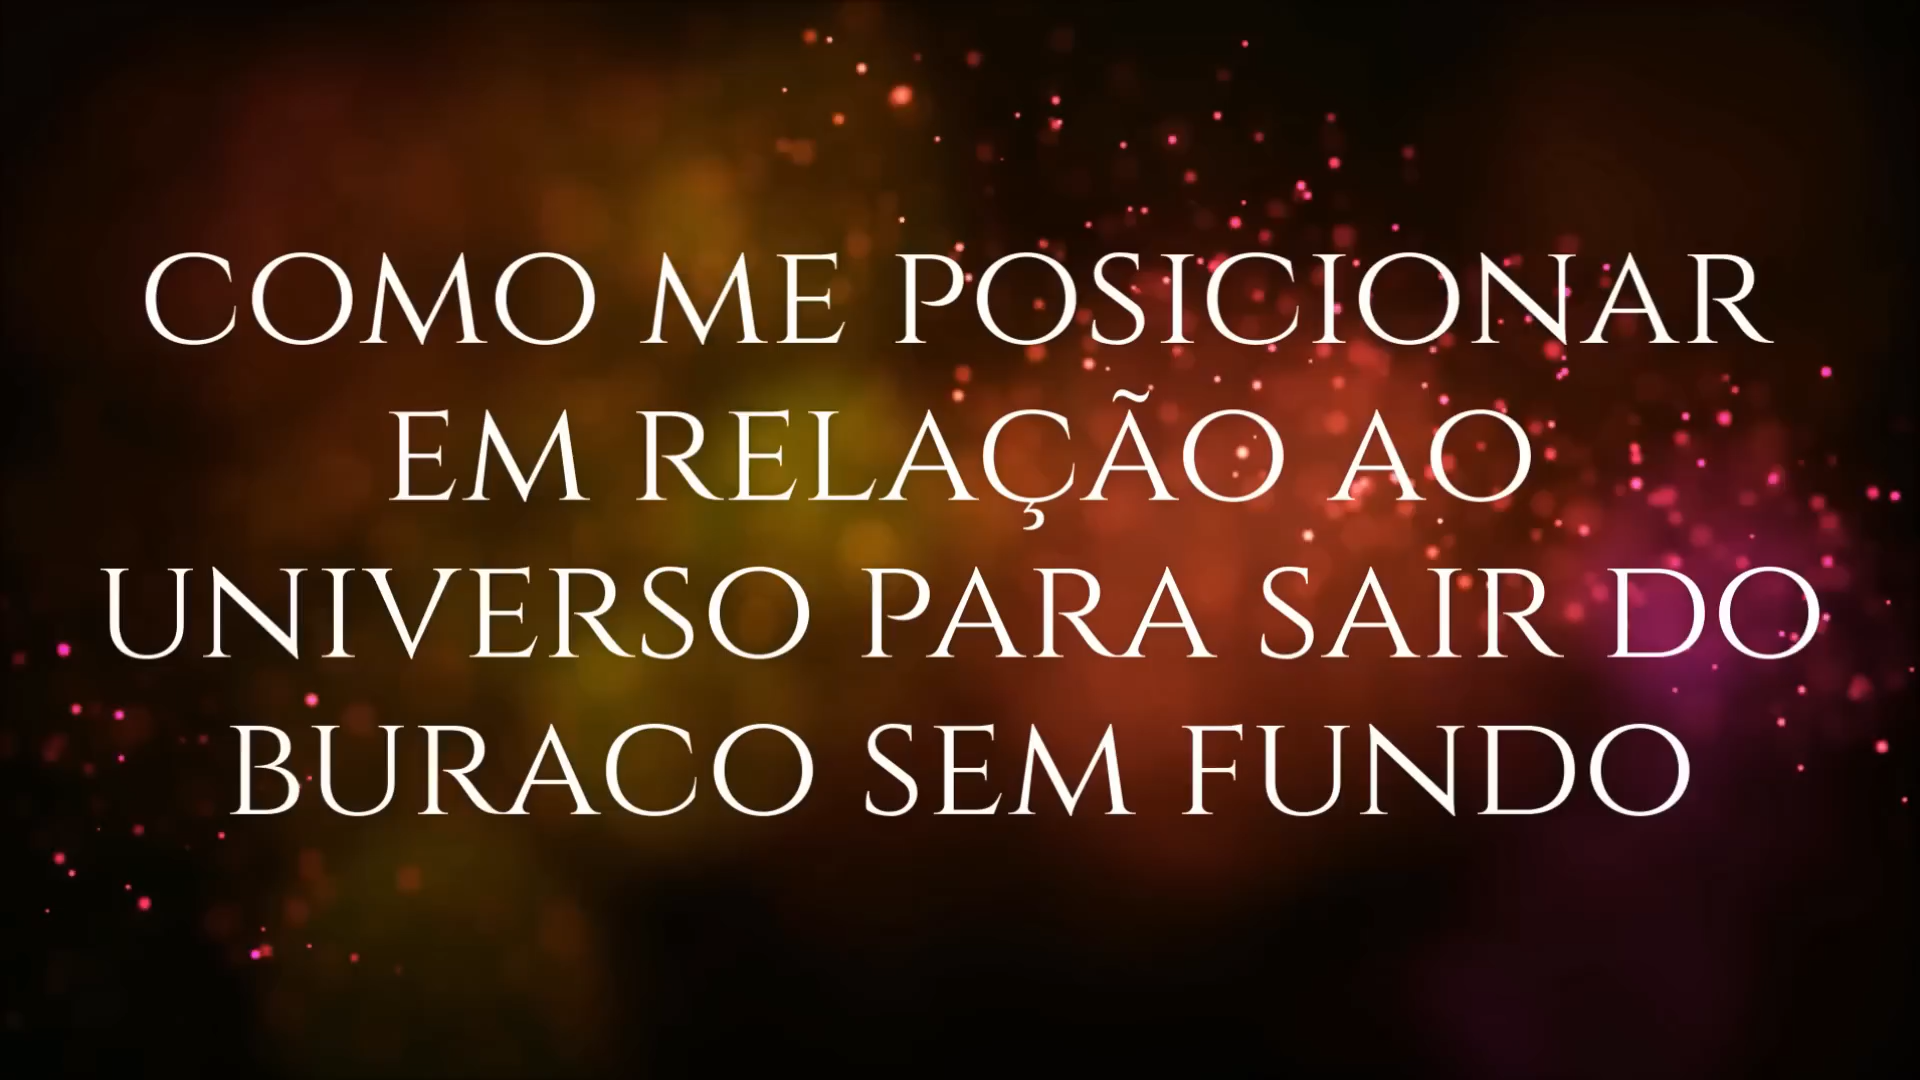 COMO ME POSICIONAR
EM RELAÇÃO AO
UNIVERSO PARA SAIR DO
BURACO SEM FUNDO